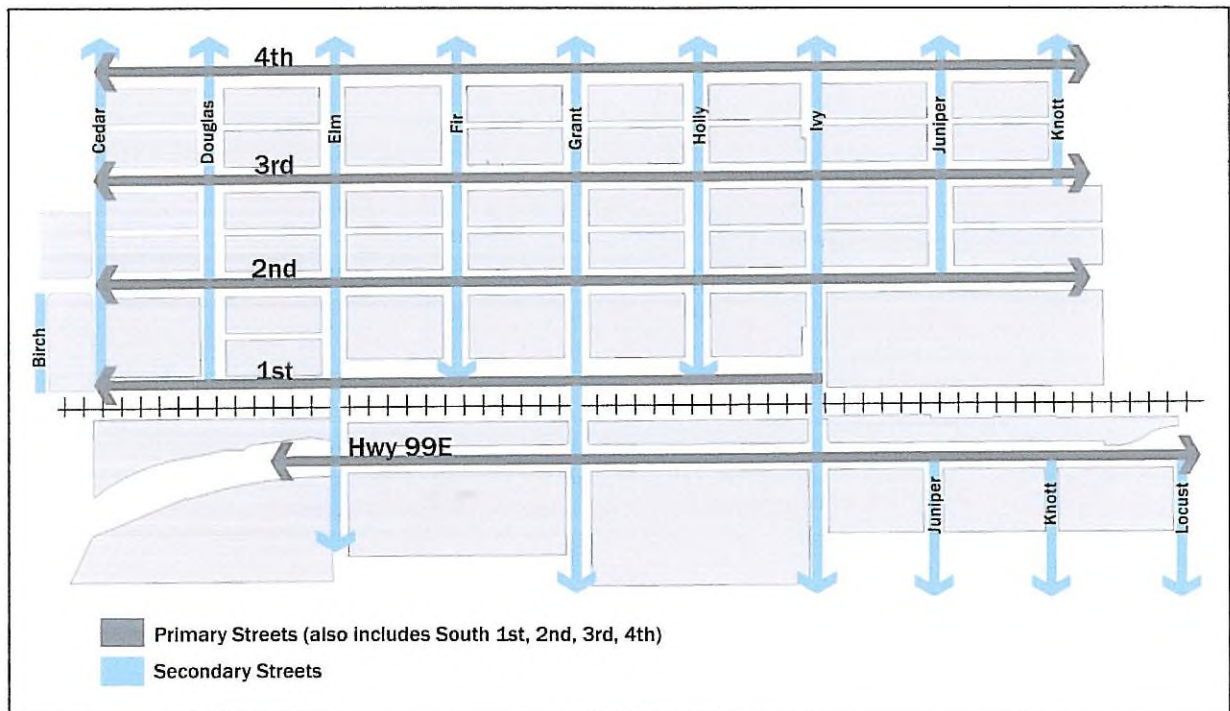 4th
Cedar
Douglas
Elm
Fir
Grant
Holly
Ivy
Juniper
Knott
3rd
2nd
Birch
1st
Hwy 99E
Juniper
Knott
Locust
Primary Streets (also includes South 1st, 2nd, 3rd, 4th)
Secondary Streets